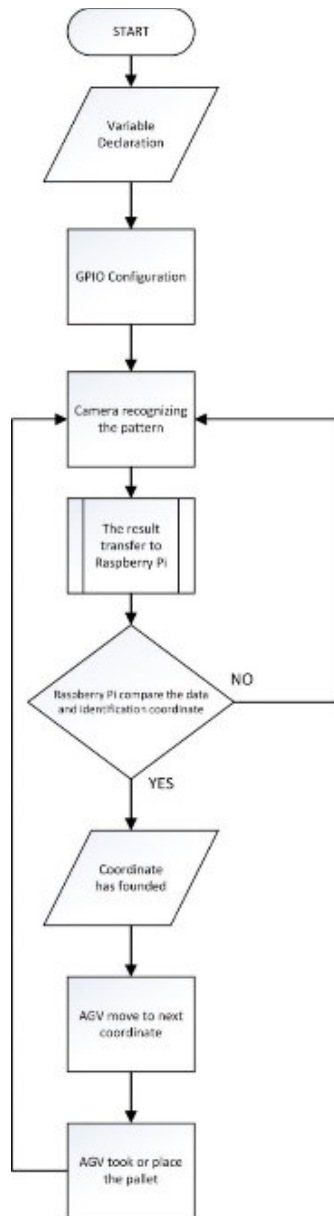 START
Variable
Declaration
GPIO Configuration
Camera recognizing
the pattern
The result
transfer to
Raspberry Pi
Raspberry Pi compare the data
and identification coordinate
NO
YES
Coordinate
has founded
AGV move to next
coordinate
AGV took or place
the pallet